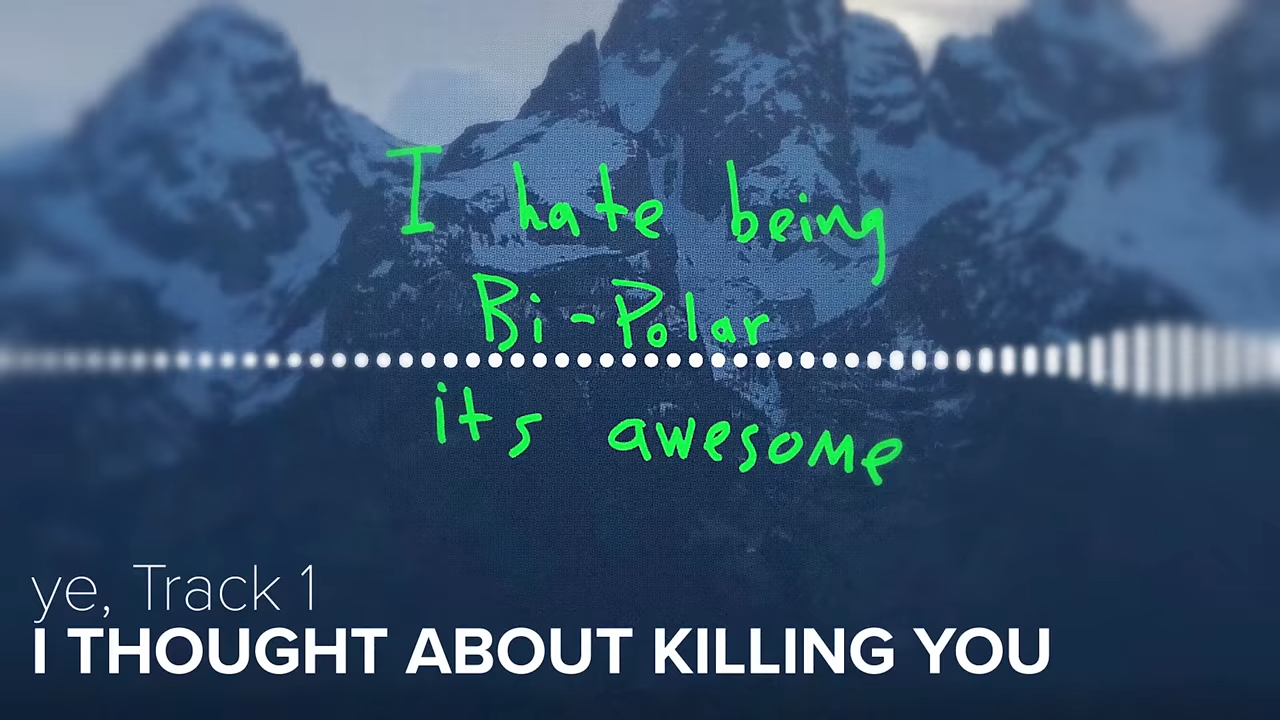 I hate being
Bi-Polar
its awesome
ye, Track 1
I THOUGHT ABOUT KILLING YOU